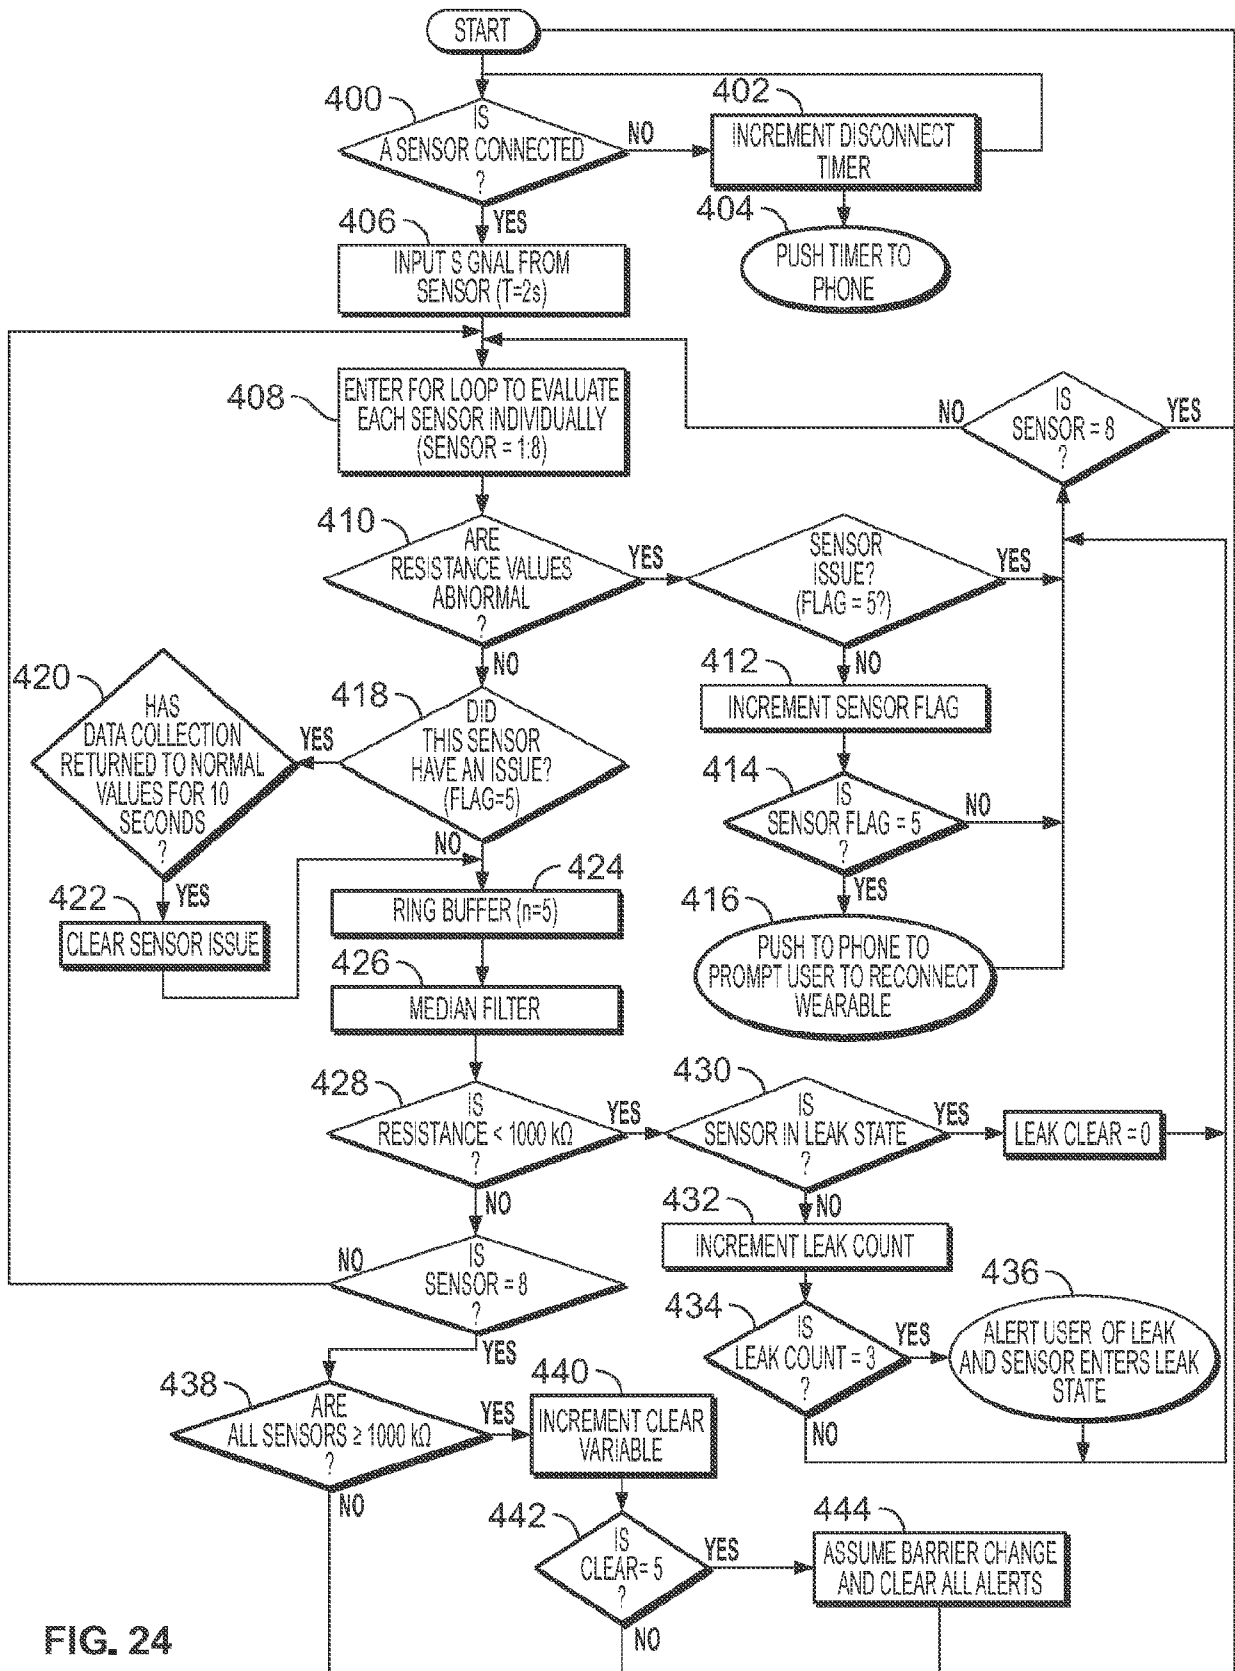 START
400
IS
A SENSOR CONNECTED
?
NO
402
INCREMENT DISCONNECT
TIMER
404
PUSH TIMER TO
PHONE
YES
406
INPUT S GNAL FROM
SENSOR (T=2s)
408
ENTER FOR LOOP TO EVALUATE
EACH SENSOR INDIVIDUALLY
(SENSOR = 1:8)
NO
IS
SENSOR = 8
?
YES
410
ARE
RESISTANCE VALUES
ABNORMAL
?
YES
SENSOR
ISSUE?
(FLAG = 5?)
YES
NO
NO
412
INCREMENT SENSOR FLAG
414
IS
SENSOR FLAG = 5
?
NO
YES
416
PUSH TO PHONE TO
PROMPT USER TO RECONNECT
WEARABLE
418
DID
THIS SENSOR
HAVE AN ISSUE?
(FLAG=5)
YES
NO
420
HAS
DATA COLLECTION
RETURNED TO NORMAL
VALUES FOR 10
SECONDS
?
YES
422
CLEAR SENSOR ISSUE
424
RING BUFFER (n=5)
426
MEDIAN FILTER
428
IS
RESISTANCE < 1000 kΩ
?
YES
NO
430
IS
SENSOR IN LEAK STATE
?
YES
LEAK CLEAR = 0
NO
432
INCREMENT LEAK COUNT
434
IS
LEAK COUNT = 3
?
YES
NO
436
ALERT USER OF LEAK
AND SENSOR ENTERS LEAK
STATE
NO
IS
SENSOR = 8
?
YES
438
ARE
ALL SENSORS ≥ 1000 kΩ
?
YES
NO
440
INCREMENT CLEAR
VARIABLE
442
IS
CLEAR= 5
?
YES
NO
444
ASSUME BARRIER CHANGE
AND CLEAR ALL ALERTS
FIG. 24